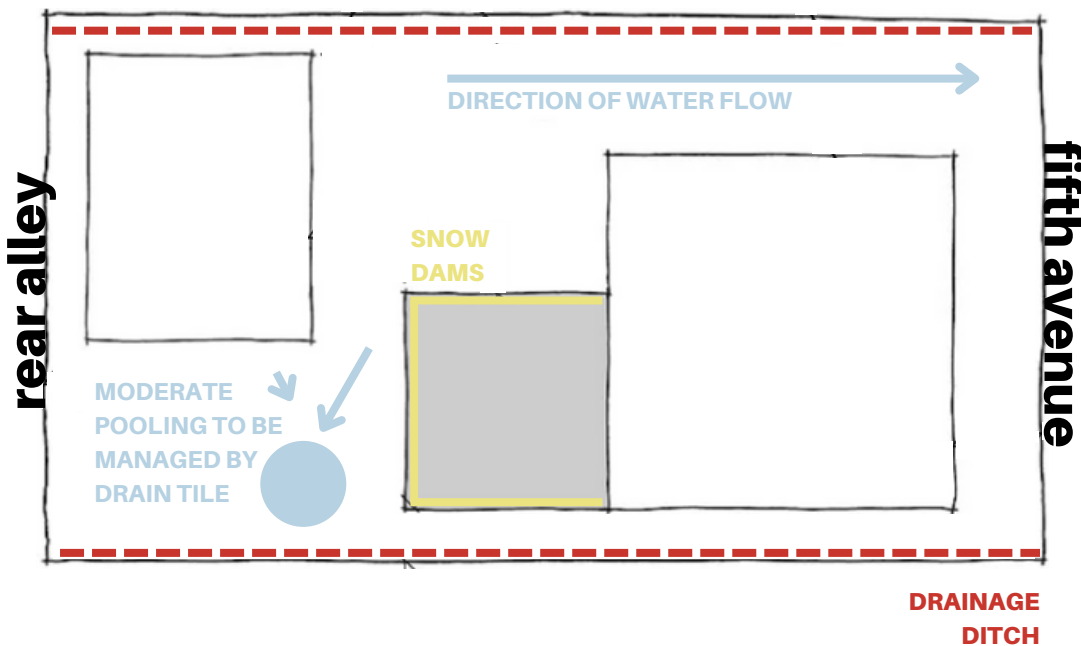 DIRECTION OF WATER FLOW
rear alley
fifth avenue
SNOW
DAMS
MODERATE
POOLING TO BE
MANAGED BY
DRAIN TILE
DRAINAGE
DITCH